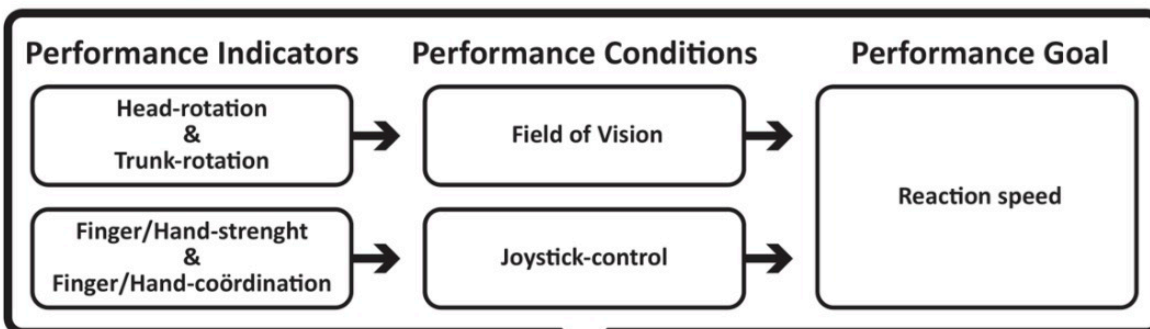 Performance Indicators
Head-rotation
&
Trunk-rotation
Finger/Hand-strenght
&
Finger/Hand-coördination
Performance Conditions
Field of Vision
Joystick-control
Performance Goal
Reaction speed